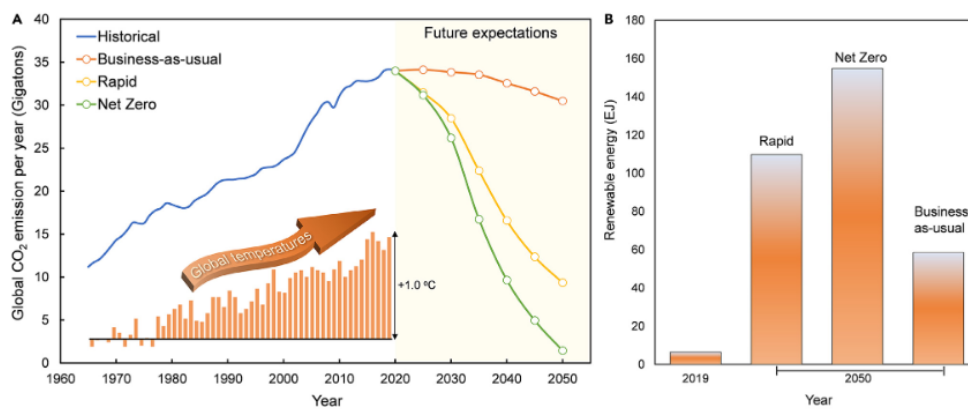 A
Global CO2 emission per year (Gigatons)
40
35
30
25
20
15
10
5
0
Historical
Business-as-usual
Rapid
Net Zero
Future expectations
Global temperatures
+1.0 ºC
1960 1970 1980 1990 2000 2010 2020 2030 2040 2050
Year
B
Renewable energy (EJ)
180
160
140
120
100
80
60
40
20
0
Rapid
Net Zero
Business
as-usual
2019 2050
Year